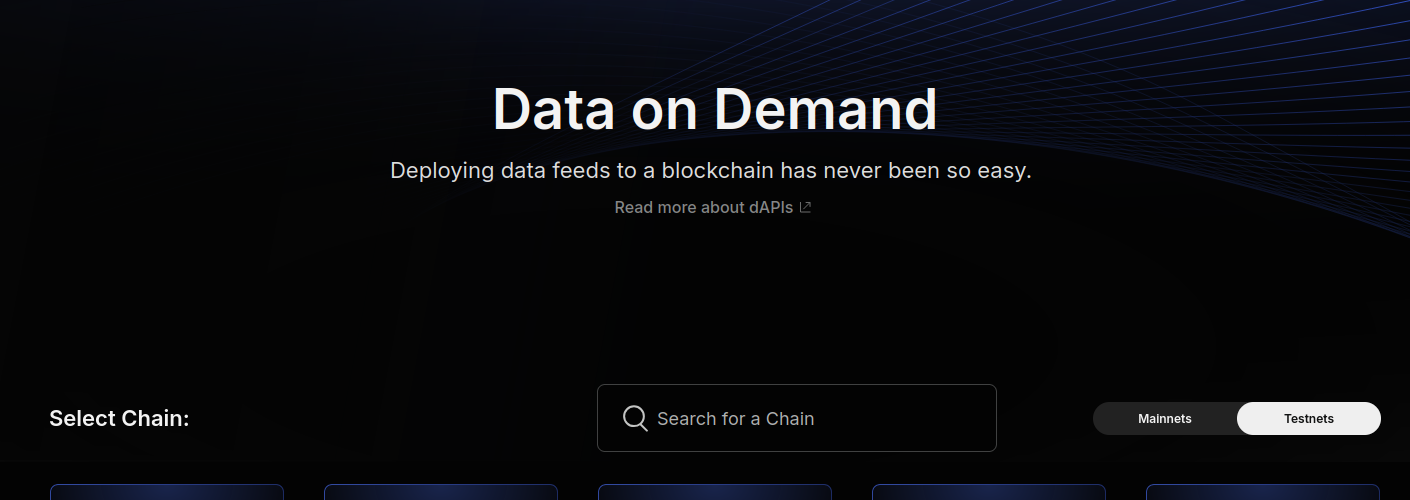 Data on Demand
Deploying data feeds to a blockchain has never been so easy.
Read more about dAPIs
Select Chain:
Search for a Chain
Mainnets
Testnets